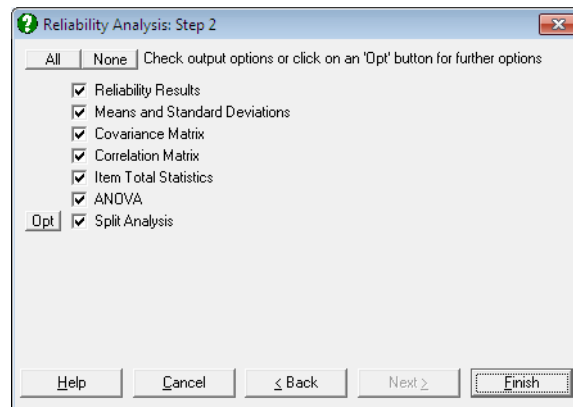 Reliability Analysis: Step 2
All None Check output options or click on an 'Opt' button for further options
Reliability Results
Means and Standard Deviations
Covariance Matrix
Correlation Matrix
Item Total Statistics
ANOVA
Opt Split Analysis
Help Cancel < Back Next > Finish